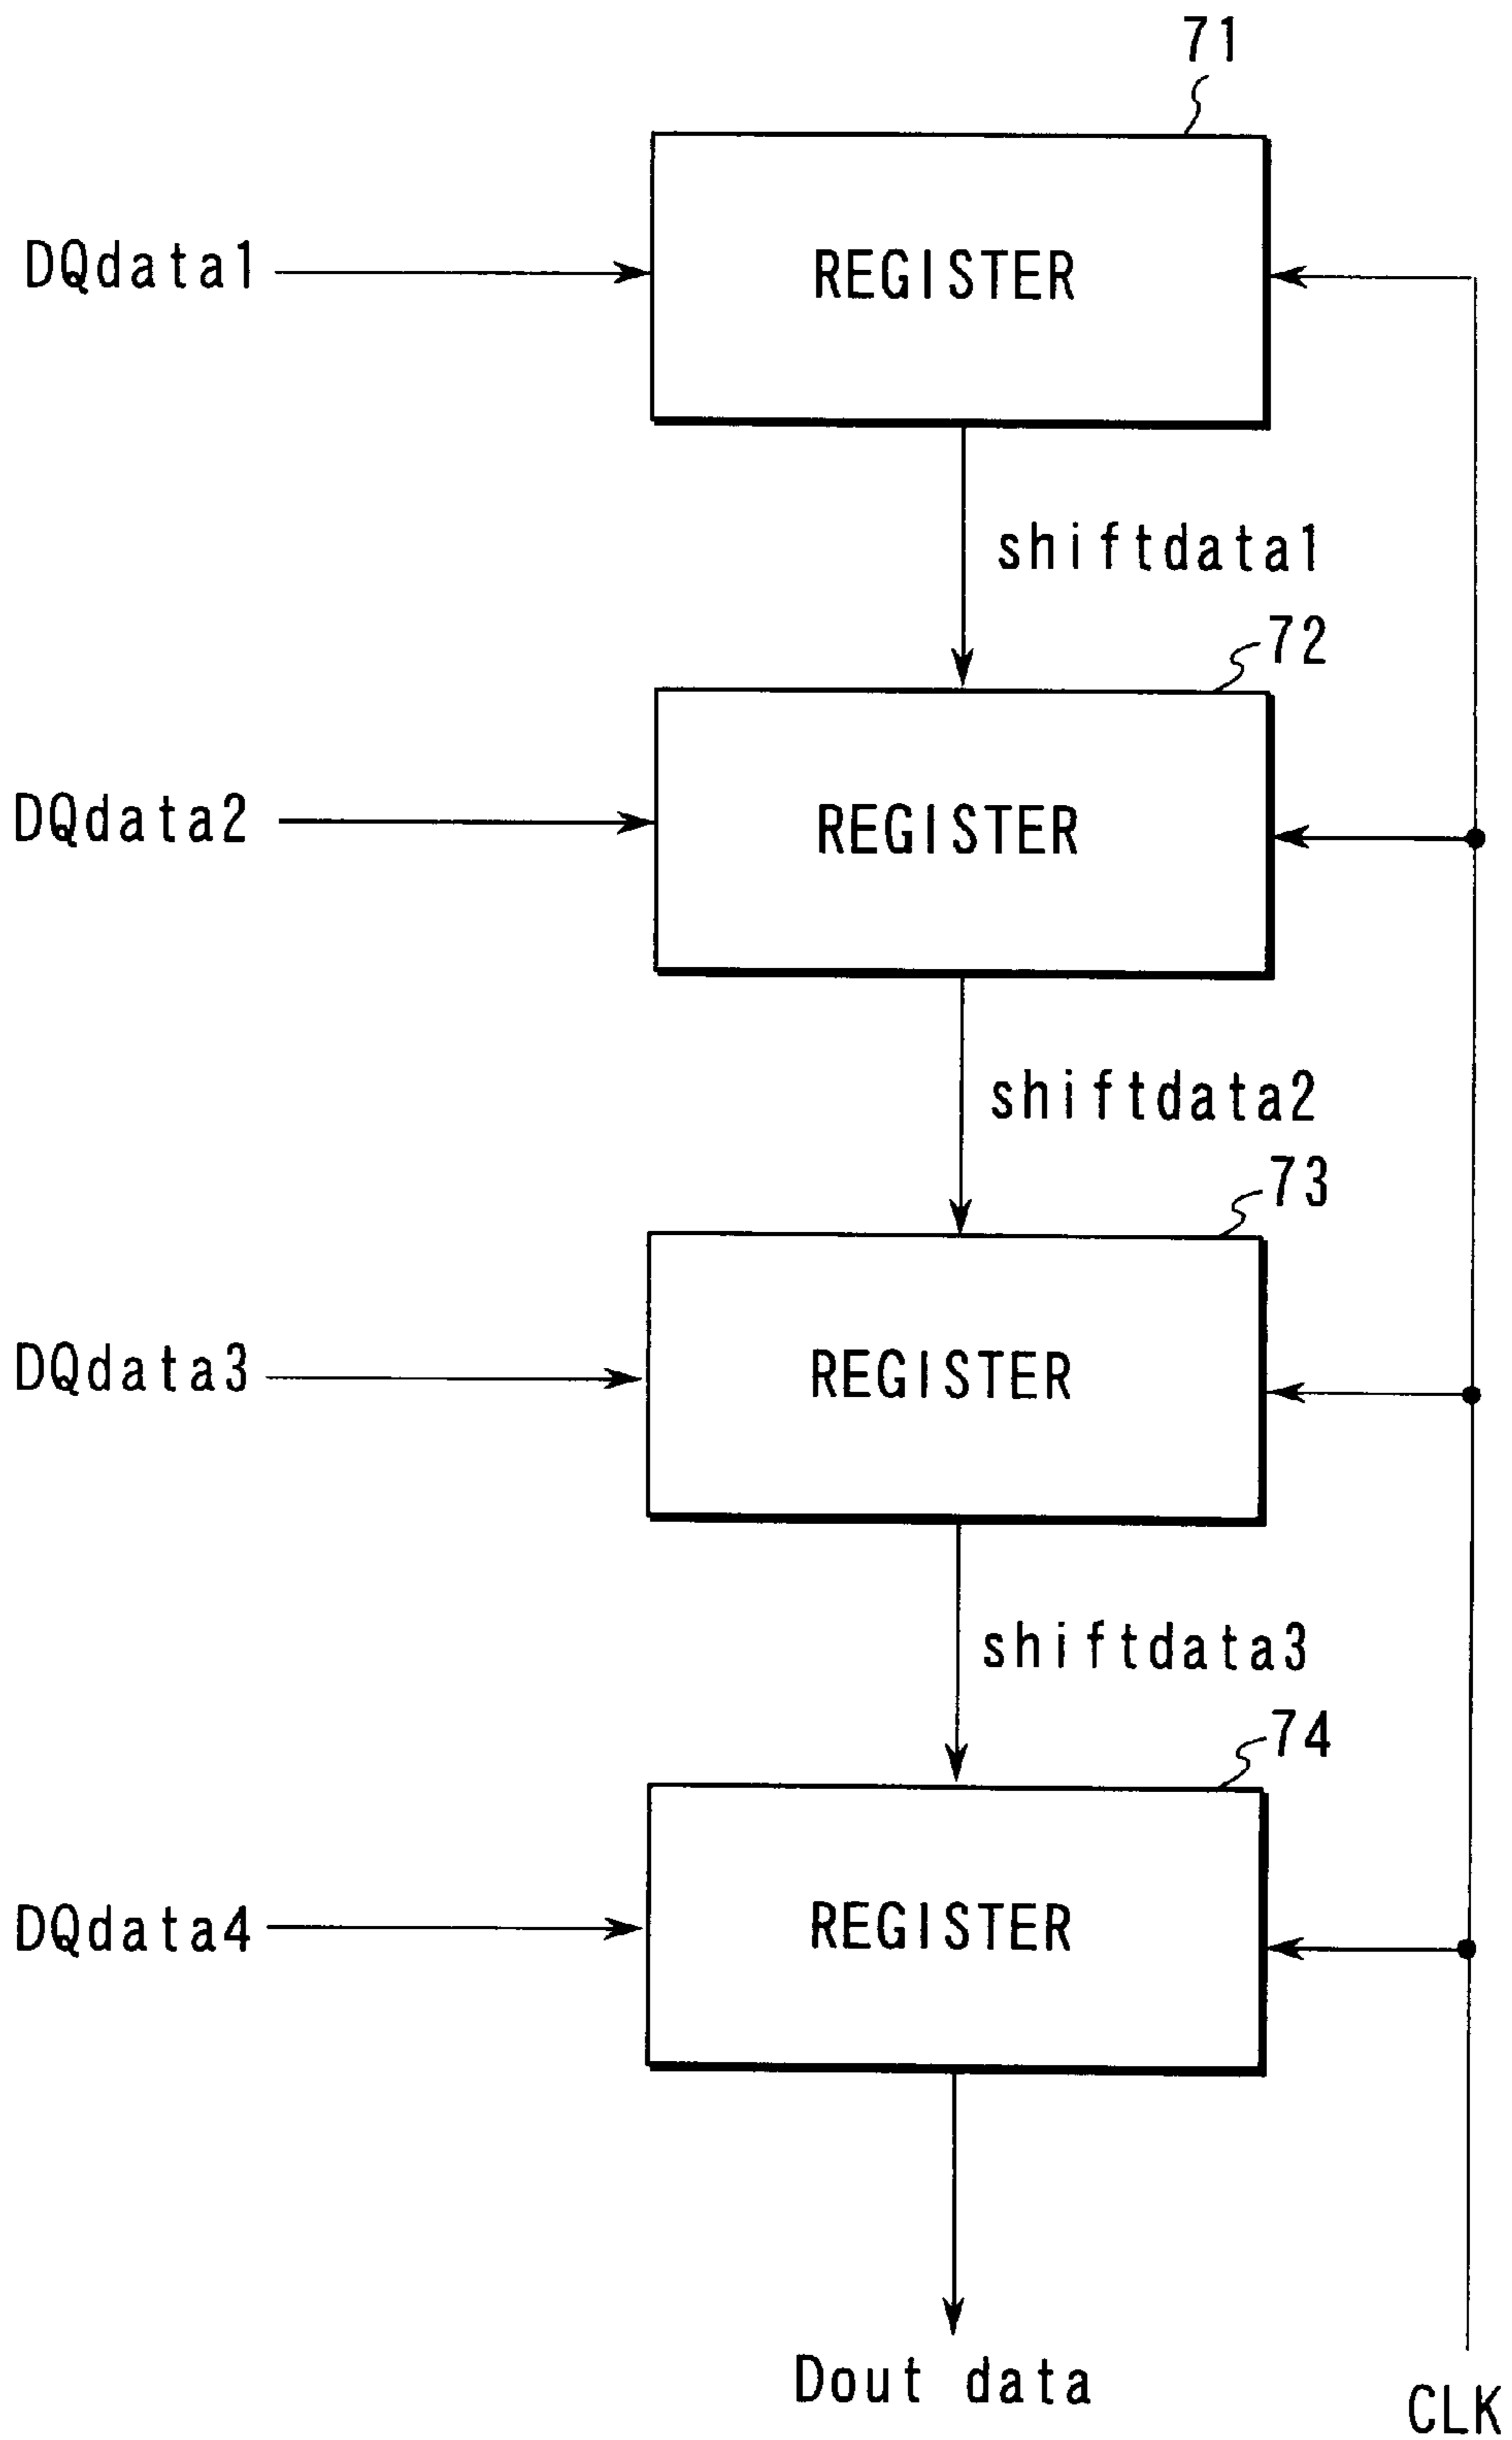 71
DQdata1
REGISTER
shiftdata1
72
DQdata2
REGISTER
shiftdata2
73
DQdata3
REGISTER
shiftdata3
74
DQdata4
REGISTER
Dout data
CLK